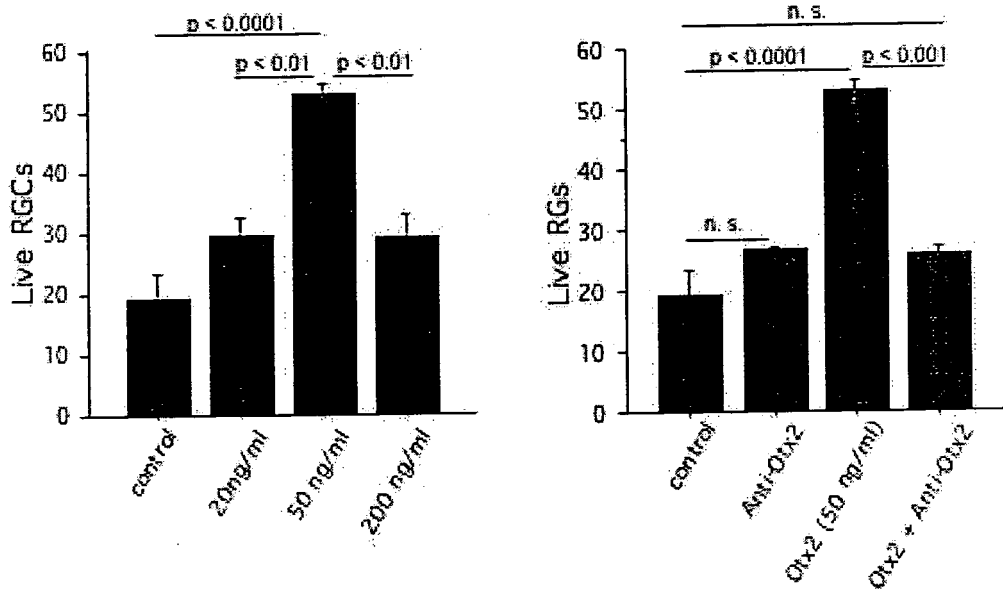 p < 0.0001
p < 0.01 p < 0.01
60
50
40
30
20
10
0
Live RGCs
control
20ng/ml
50 ng/ml
200 ng/ml
n. s.
p < 0.0001 p < 0.001
n. s.
60
50
40
30
20
10
0
Live RGs
control
Anti-Otx2
Otx2 (50 ng/ml)
Otx2 + Anti-Otx2